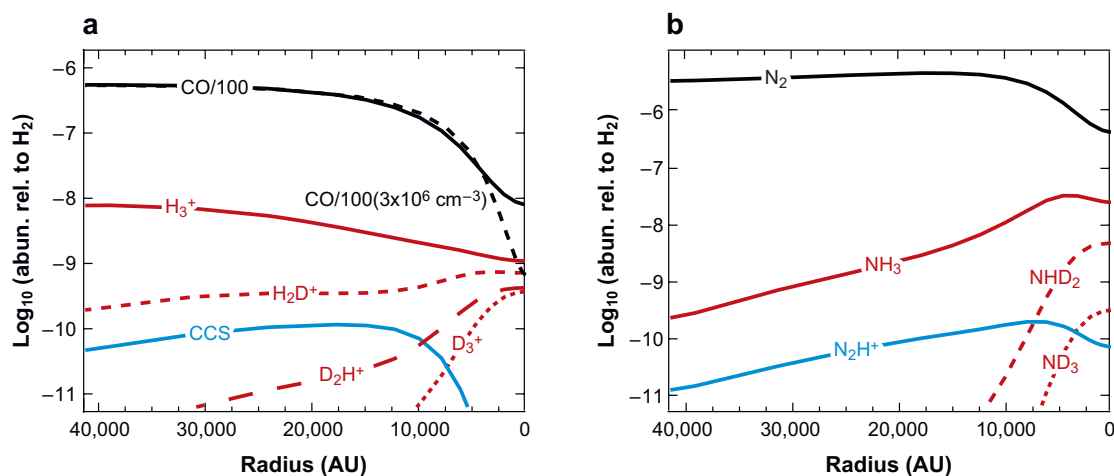 a
Log₁₀ (abun. rel. to H₂)
−6
−7
−8
−9
−10
−11
CO/100
CO/100(3x10⁶ cm⁻³)
H₃⁺
H₂D⁺
CCS
D₃⁺
D₂H⁺
40,000 30,000 20,000 10,000 0
Radius (AU)
b
Log₁₀ (abun. rel. to H₂)
−6
−7
−8
−9
−10
−11
N₂
NH₃
NHD₂
N₂H⁺
ND₃
40,000 30,000 20,000 10,000 0
Radius (AU)